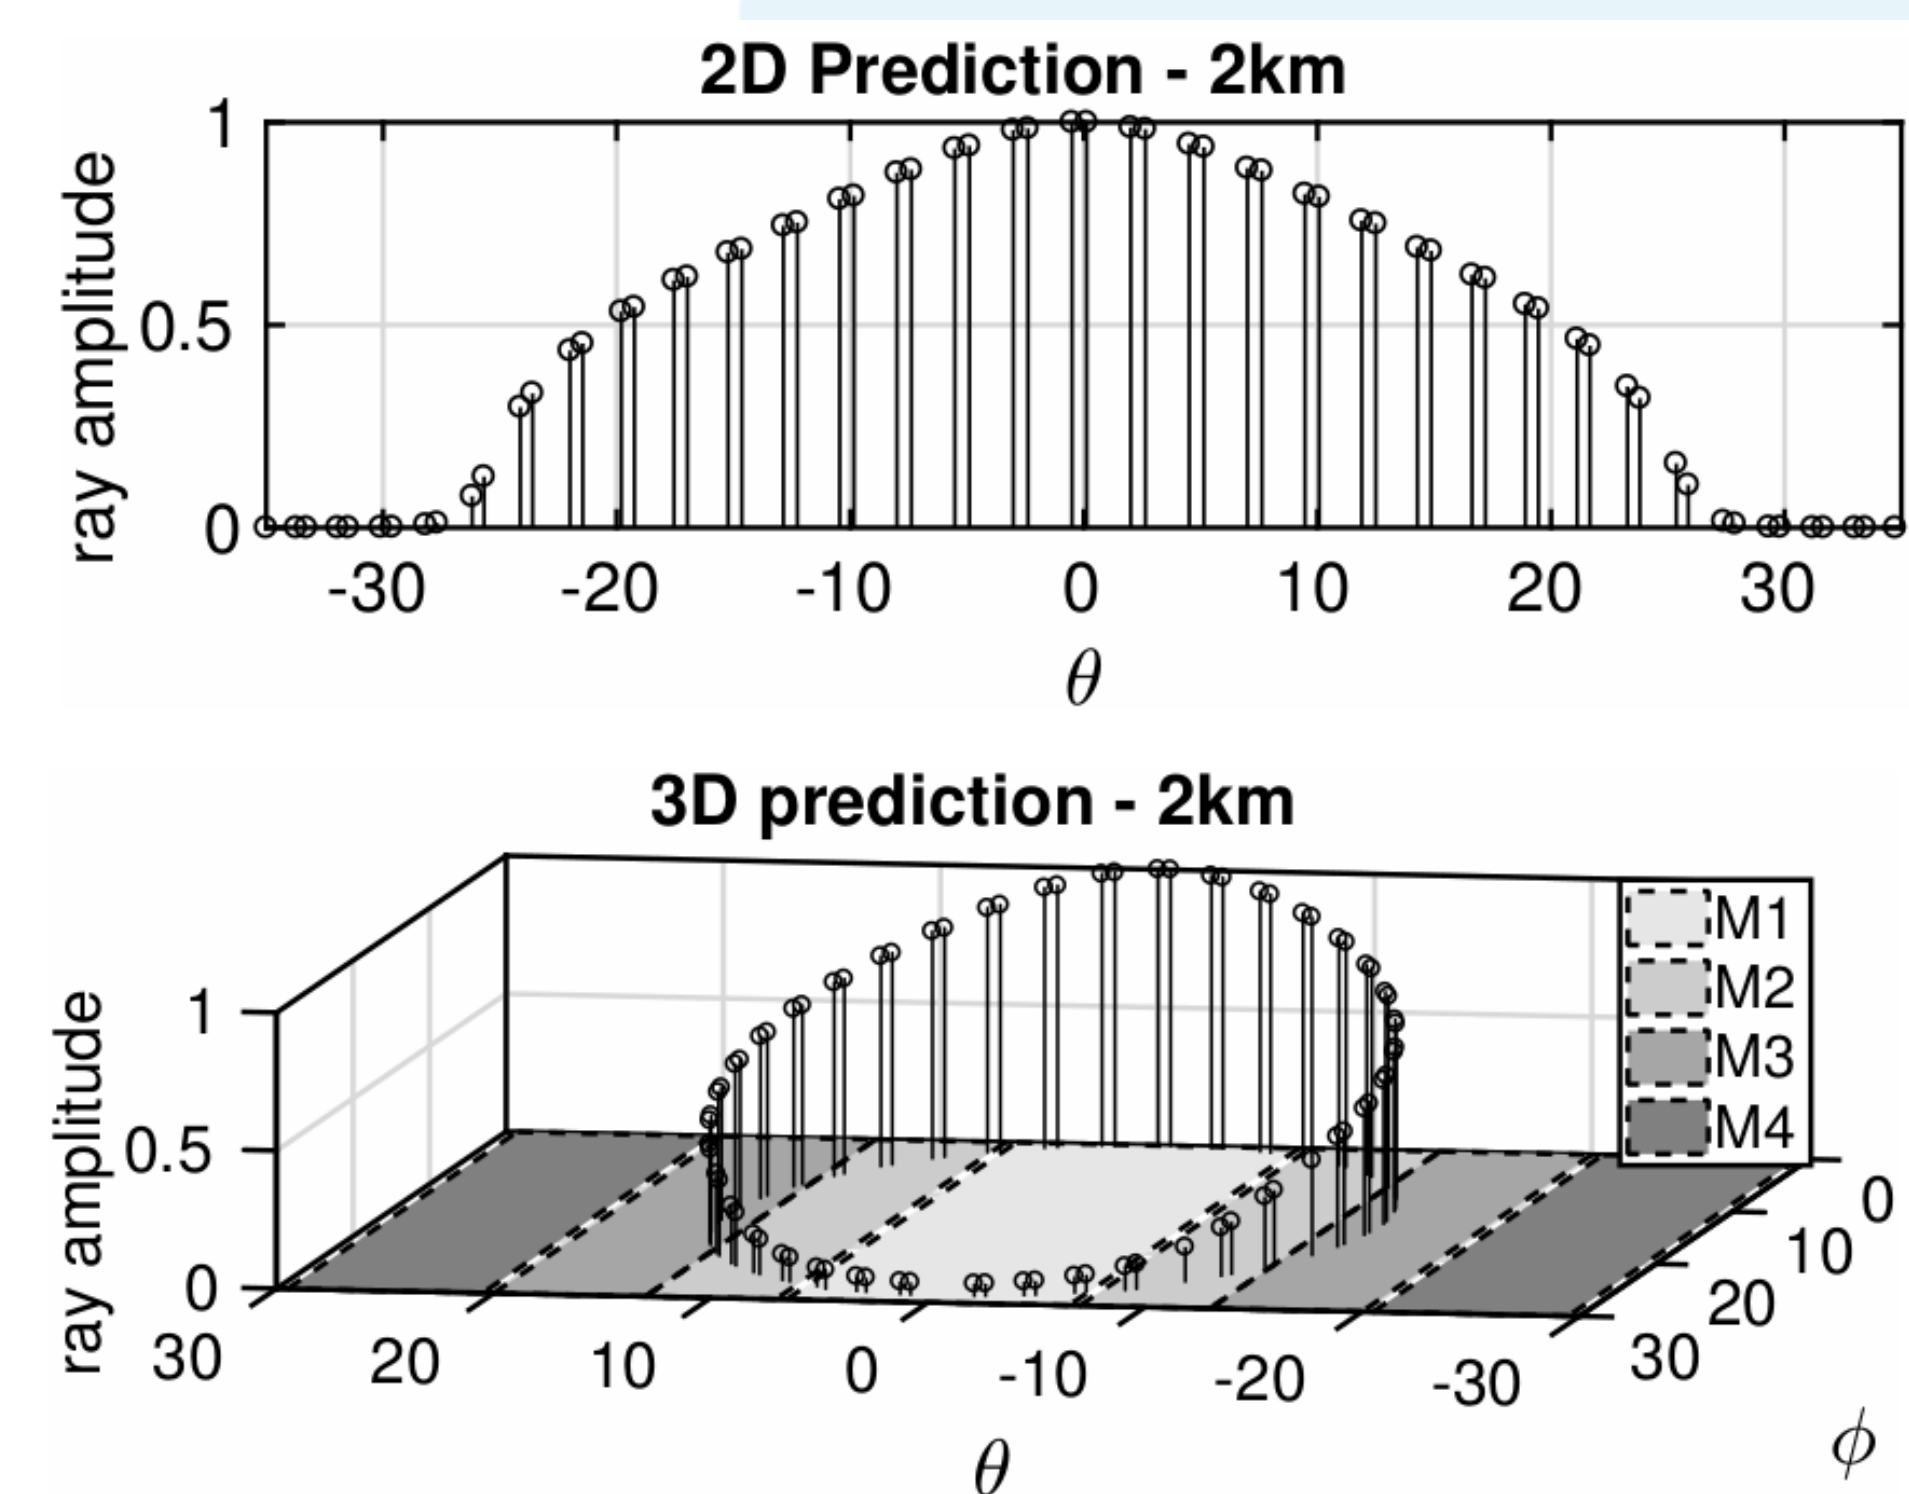 2D Prediction - 2km
1
0.5
0
ray amplitude
-30 -20 -10 0 10 20 30
θ
3D prediction - 2km
M1
M2
M3
M4
1
0.5
0
ray amplitude
30 20 10 0 -10 -20 -30
θ
0
10
20
30
ϕ